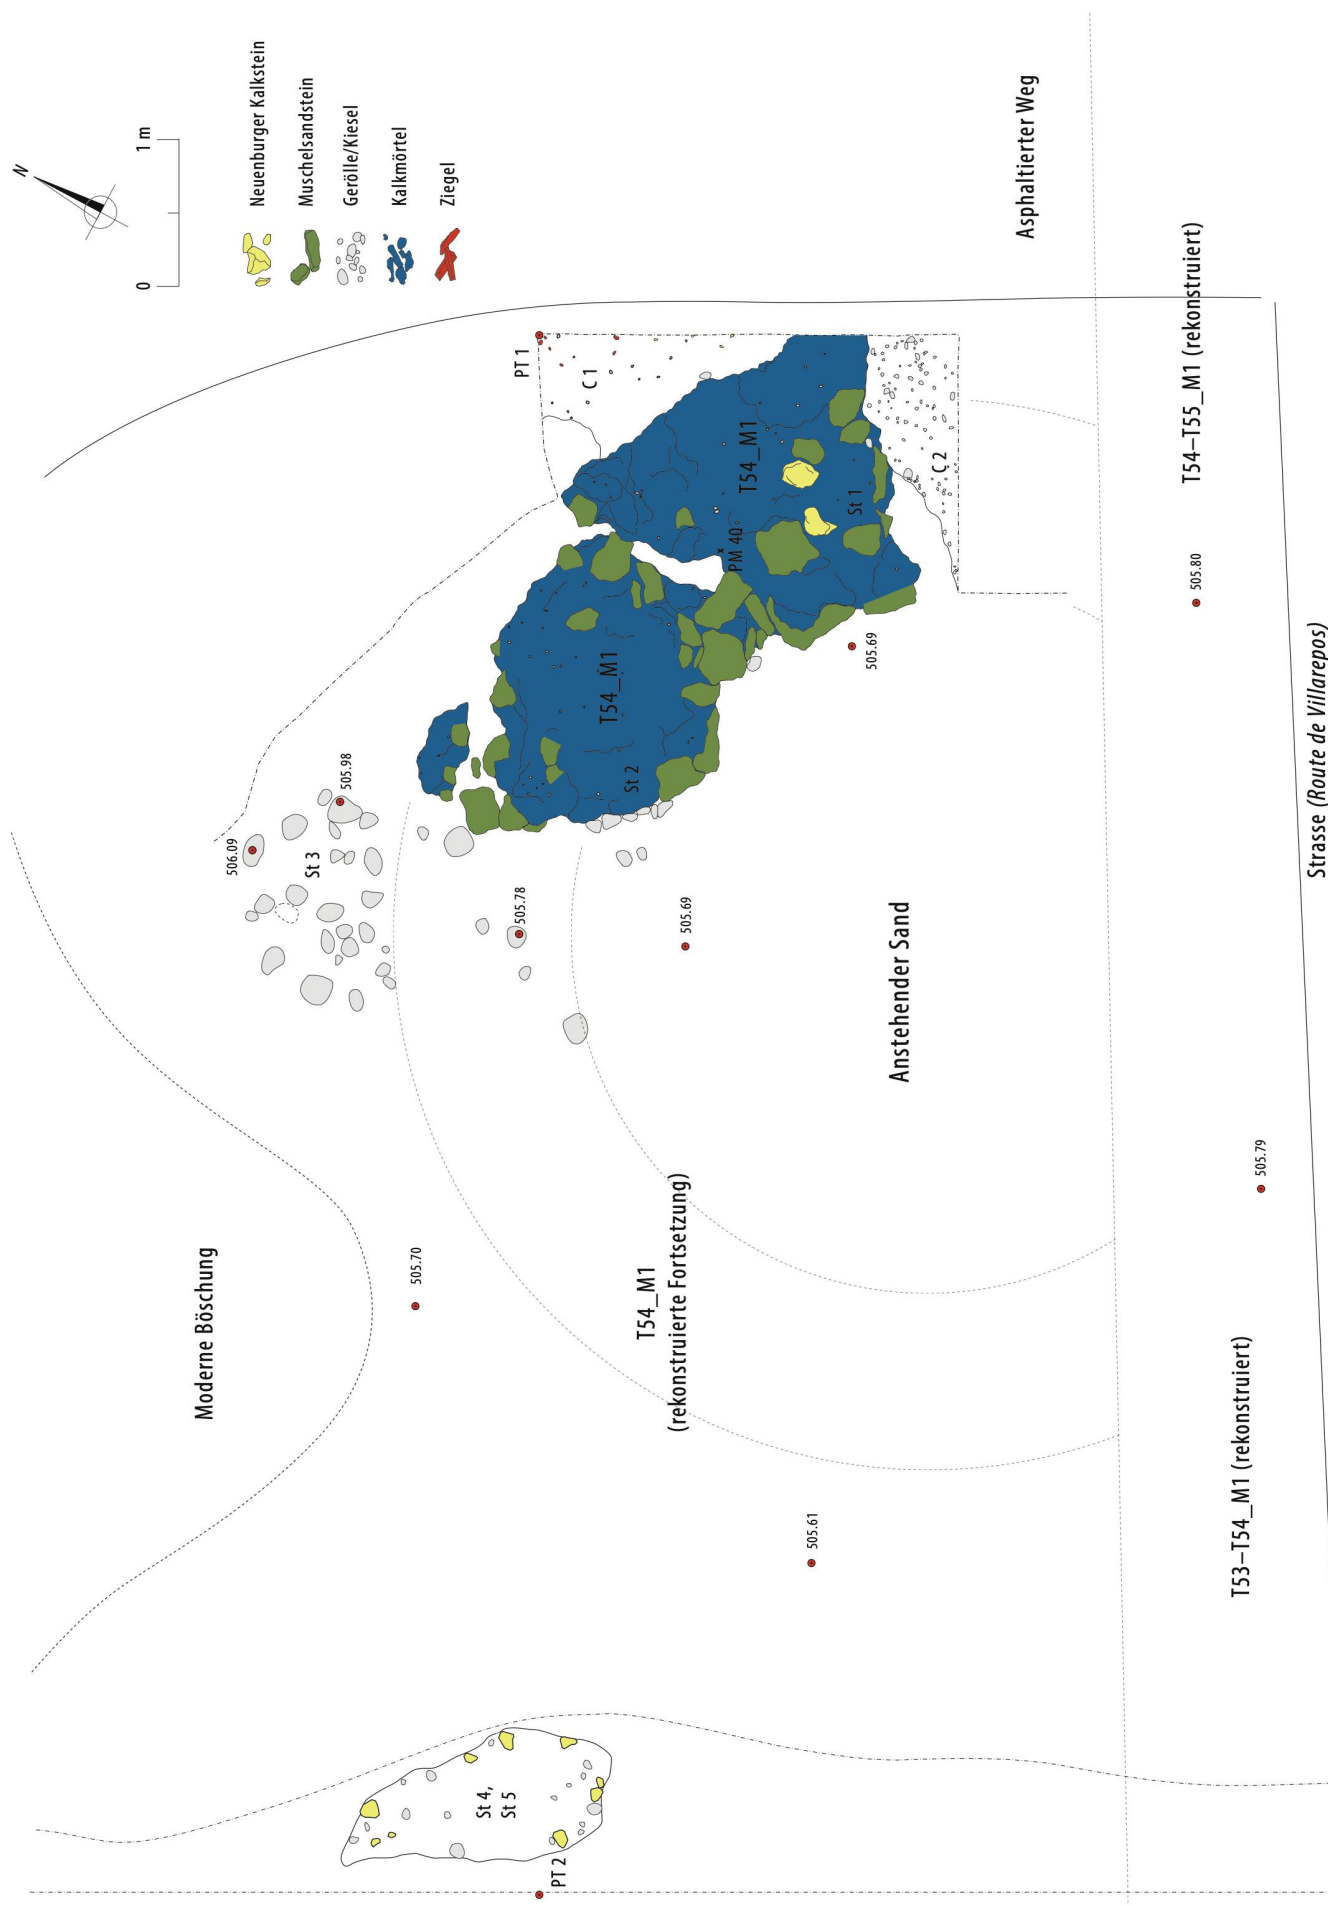 N
0
1 m
Neuenburger Kalkstein
Muschelsandstein
Gerölle/Kiesel
Kalkmörtel
Ziegel
Asphaltierter Weg
T54–T55_M1 (rekonstruiert)
PT 1
C 1
C 2
T54_M1
St 1
PM 40
505.80
505.69
Strasse (Route de Villarepos)
T54_M1
St 2
505.98
506.09
St 3
505.78
505.69
Anstehender Sand
505.79
T54_M1
(rekonstruierte Fortsetzung)
505.70
Moderne Böschung
505.61
T53–T54_M1 (rekonstruiert)
St 4,
St 5
PT 2